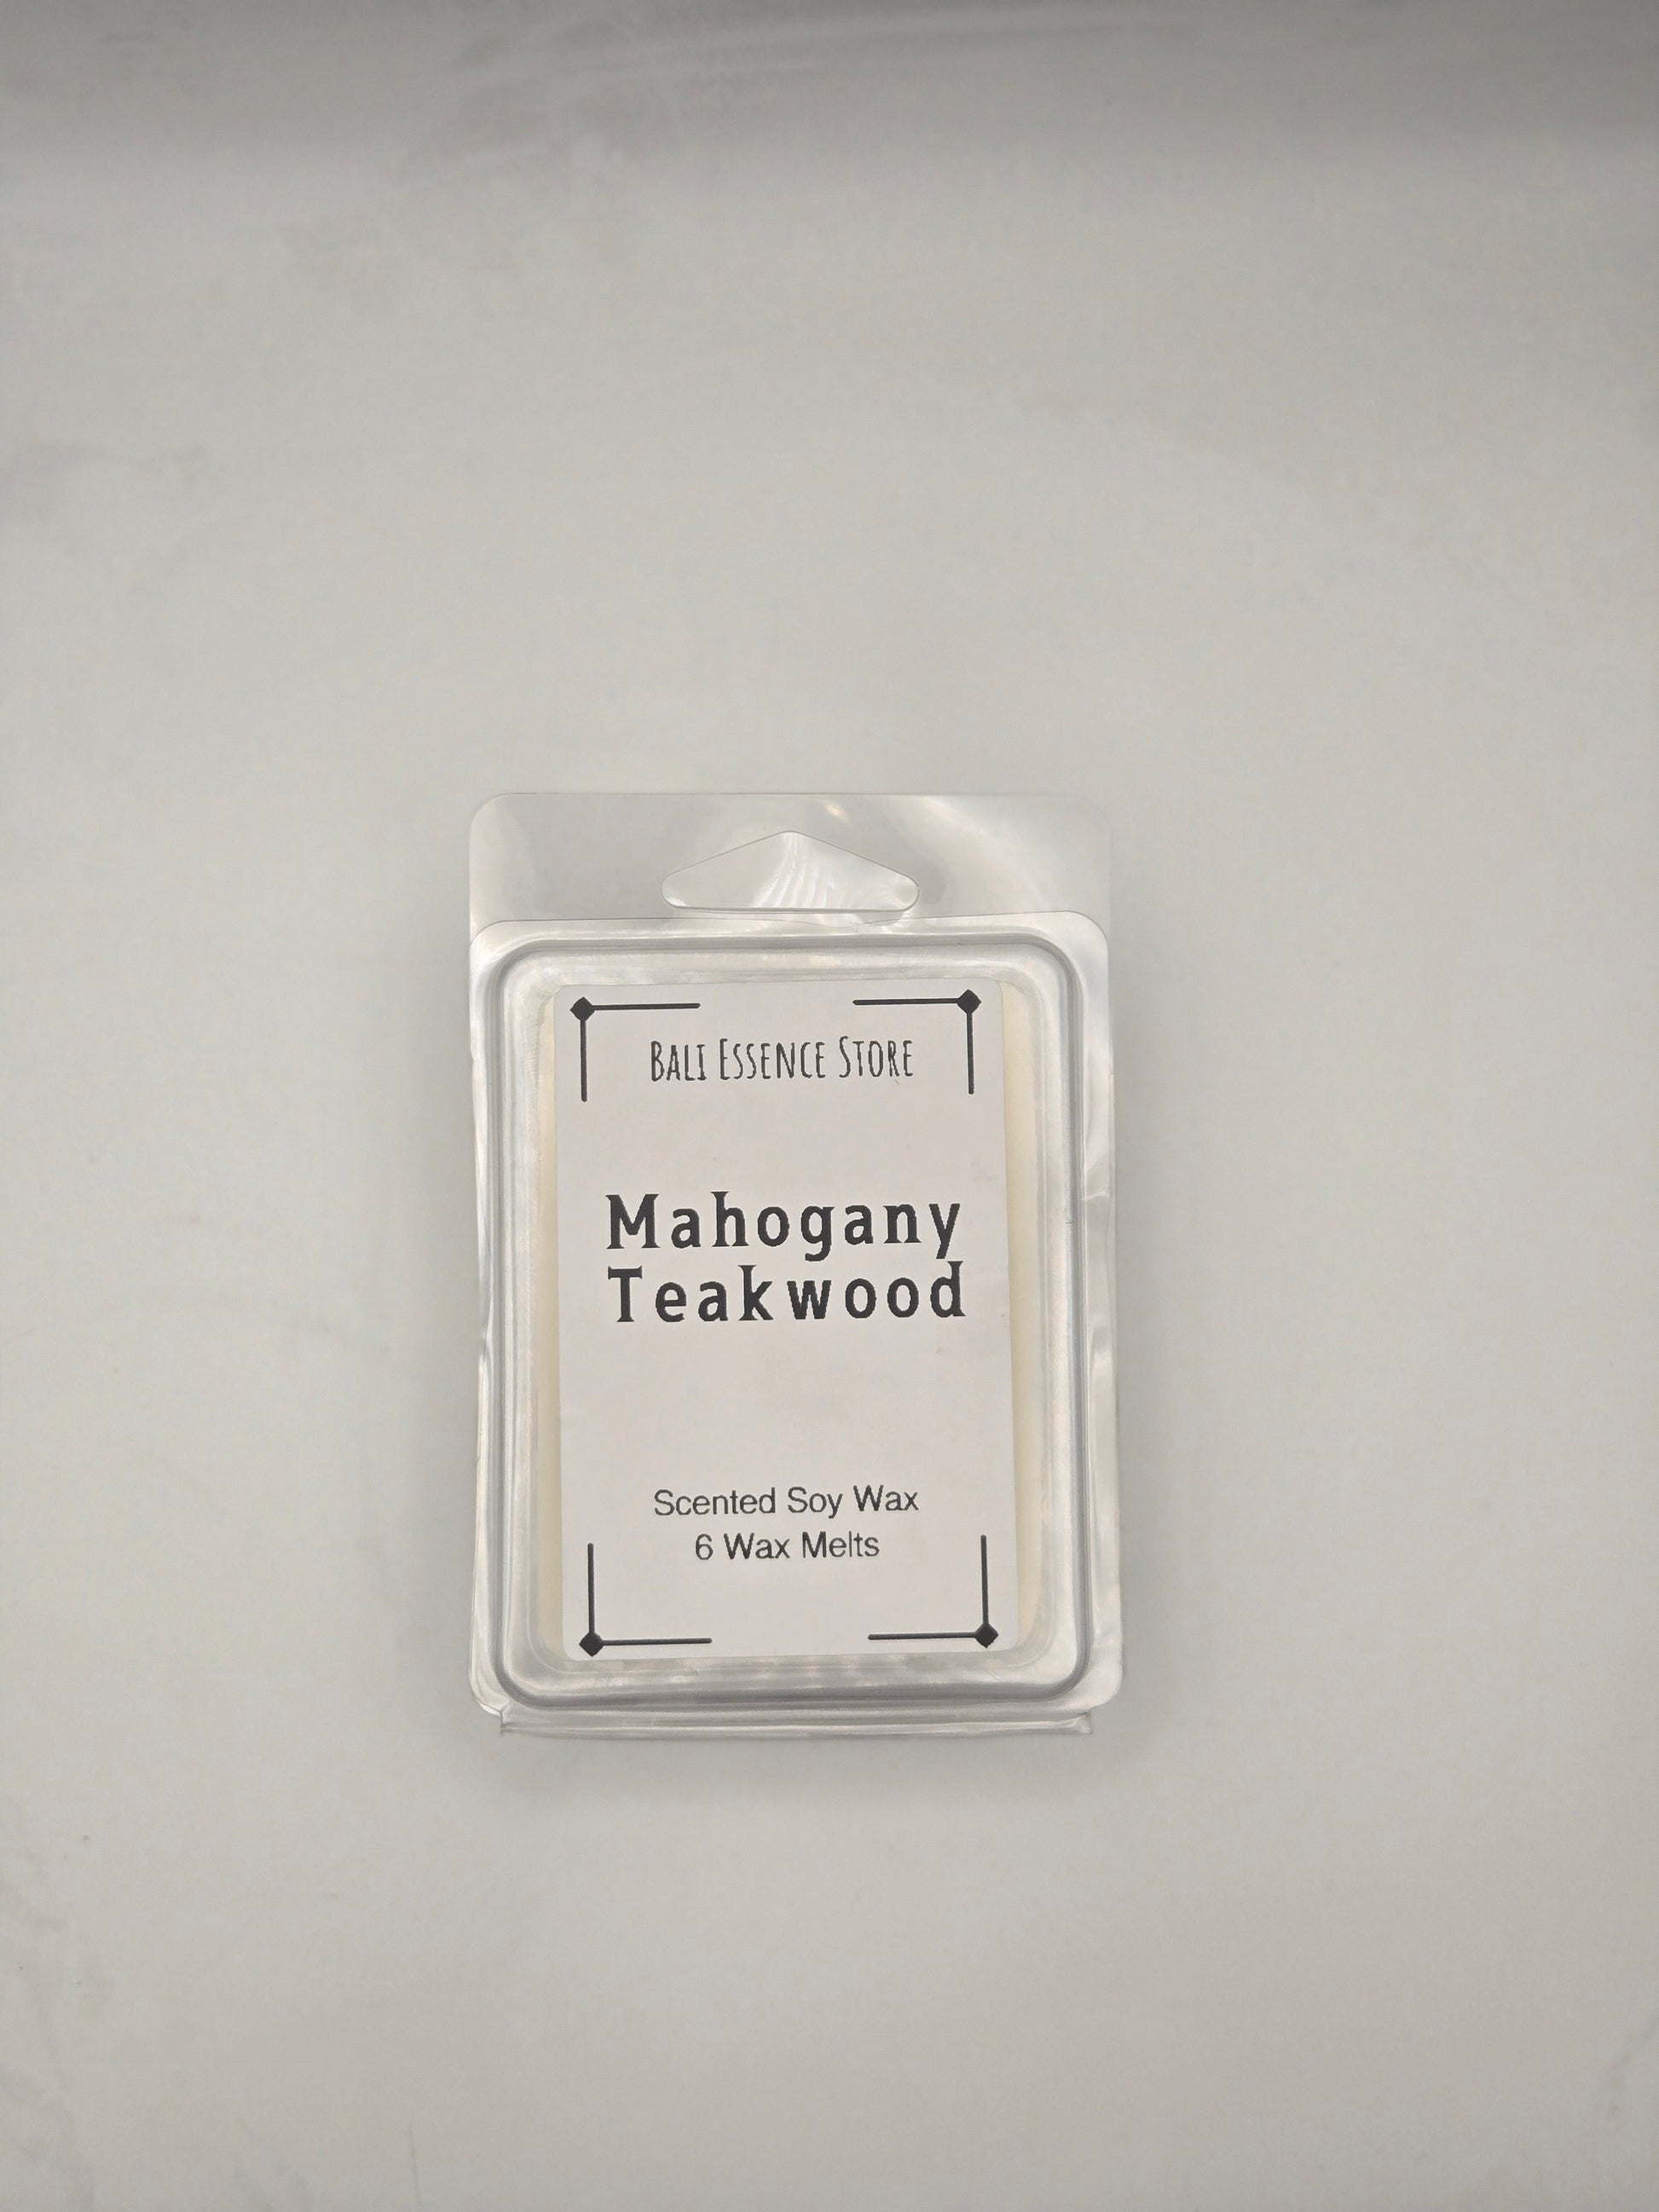 BALI ESSENCE STORE
Mahogany
Teakwood
Scented Soy Wax
6 Wax Melts